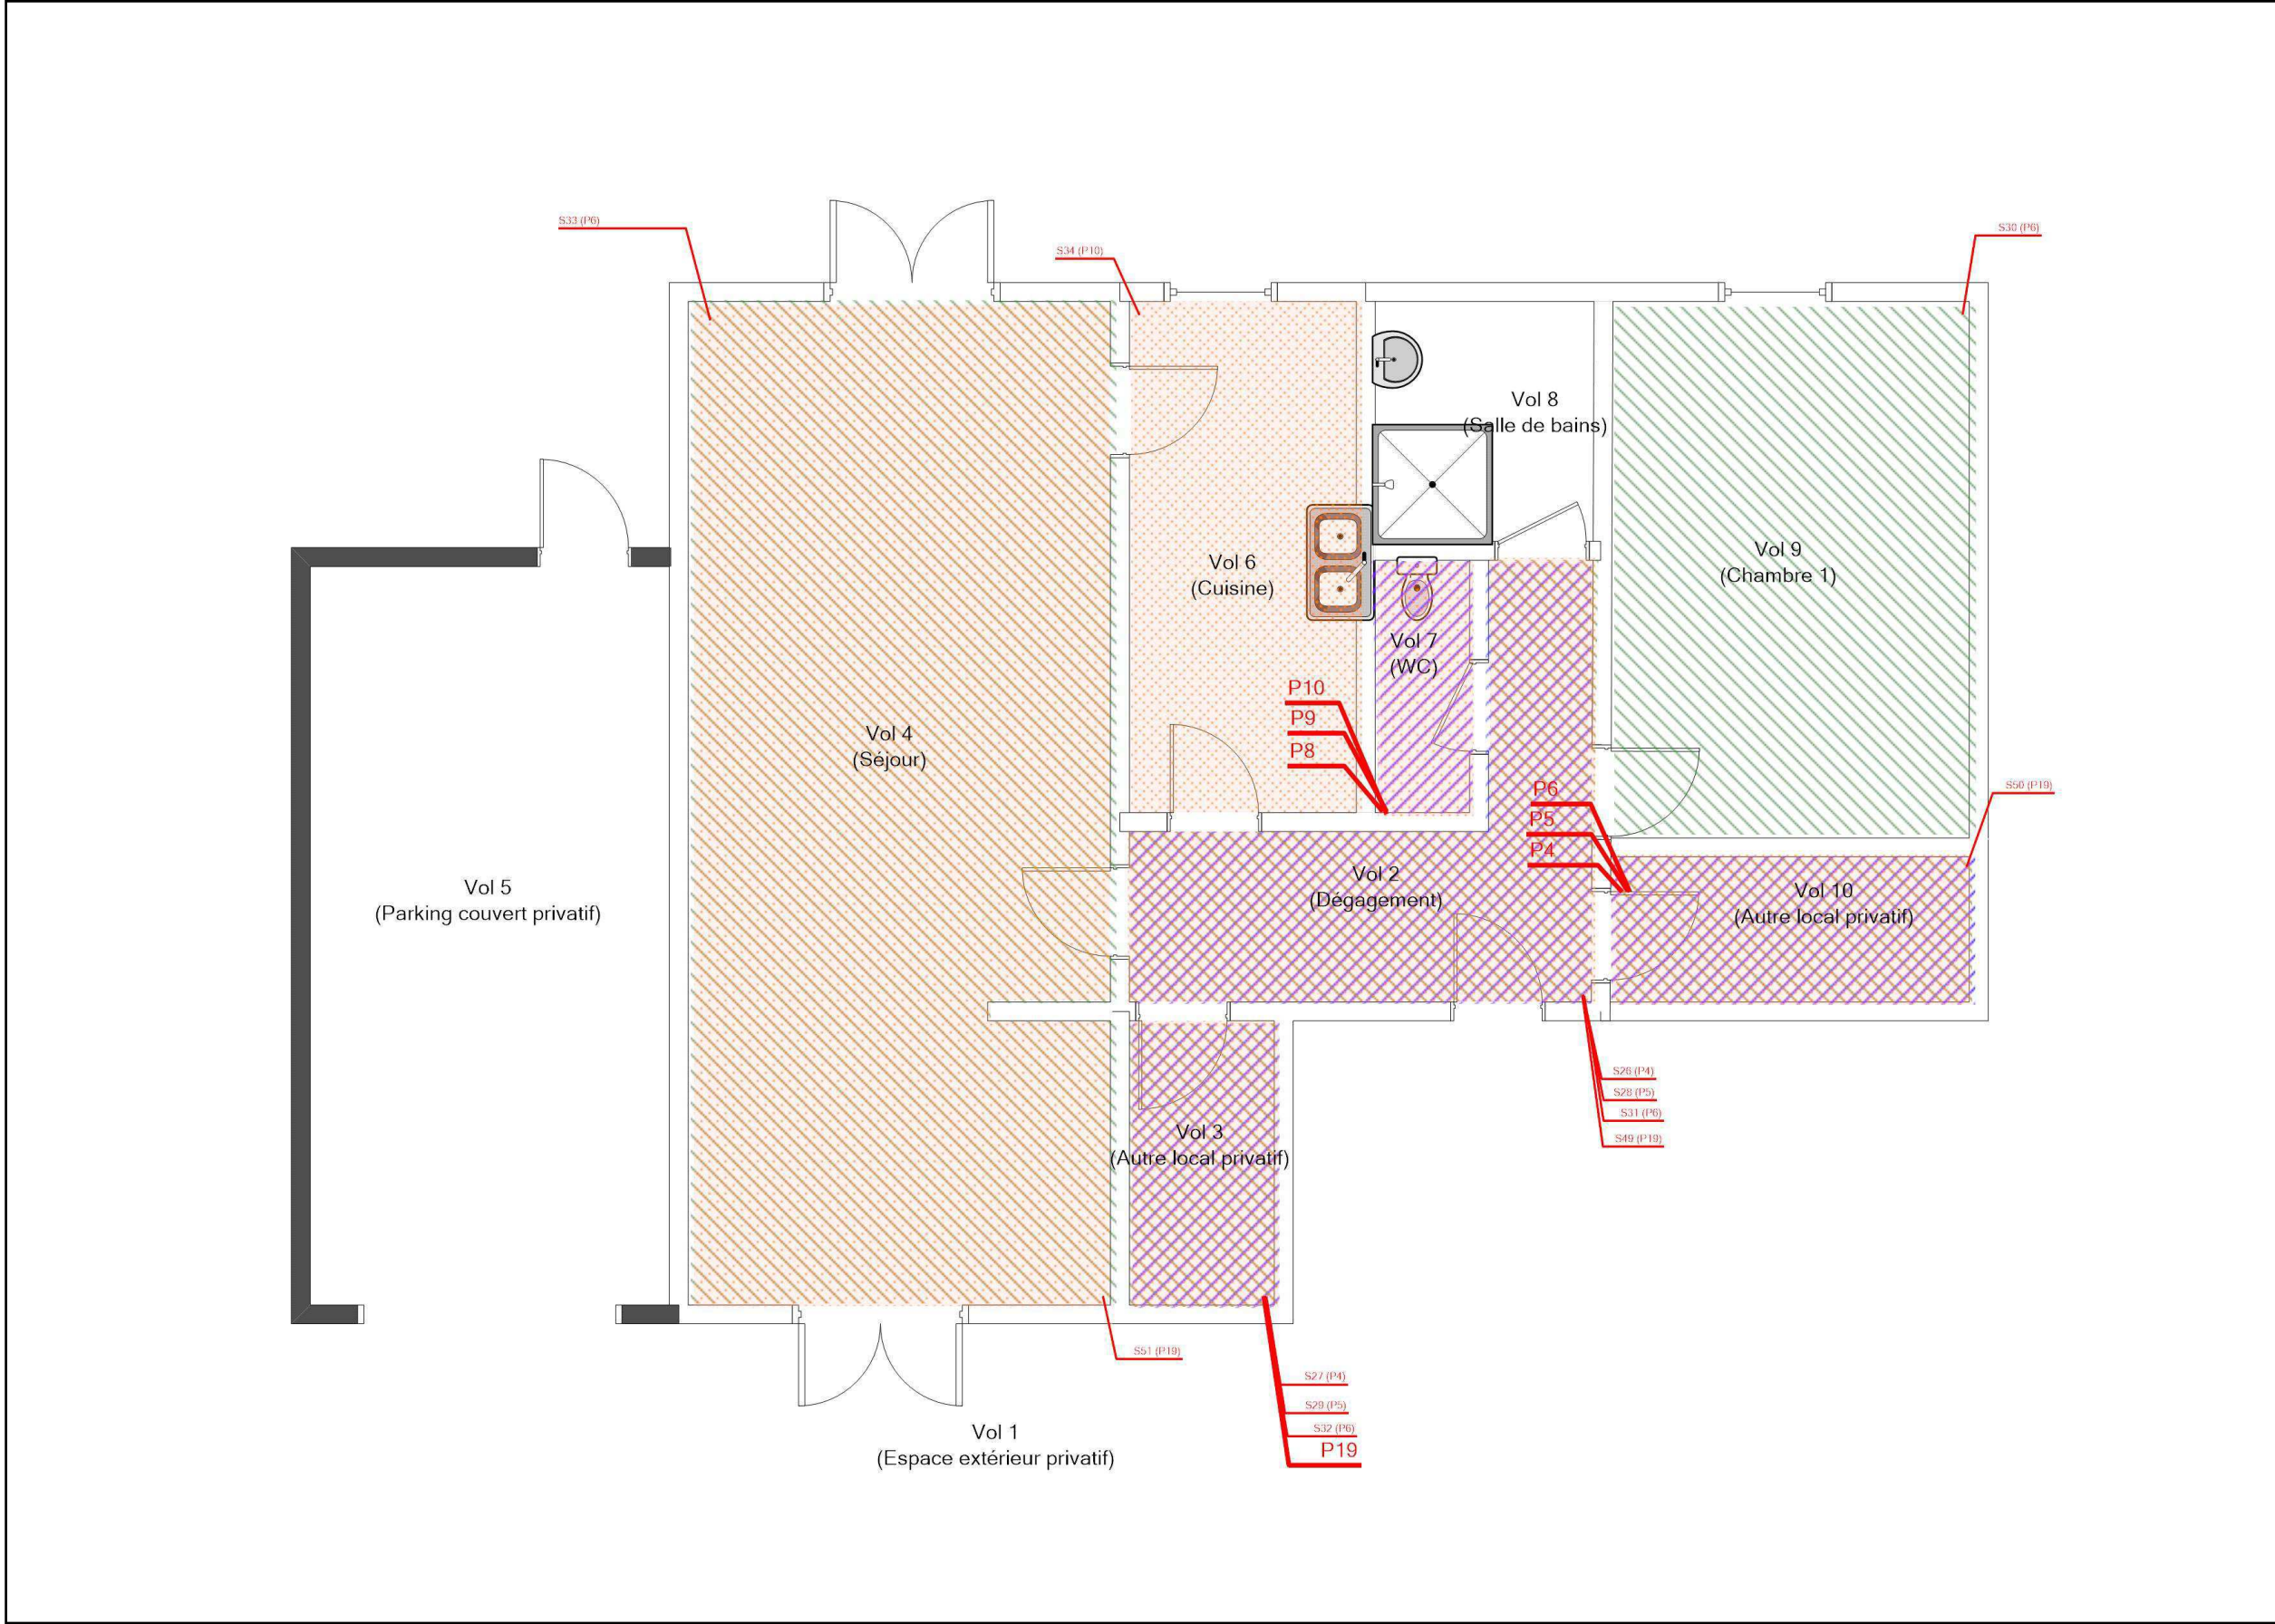 S33 (P6)
S34 (P10)
S30 (P6)
Vol 8
(Salle de bains)
Vol 6
(Cuisine)
Vol 9
(Chambre 1)
Vol 7
(WC)
P10
P9
P8
Vol 4
(Séjour)
P6
P5
P4
S50 (P19)
Vol 5
(Parking couvert privatif)
Vol 2
(Dégagement)
Vol 10
(Autre local privatif)
S26 (P4)
S28 (P5)
S31 (P6)
S49 (P19)
Vol 3
(Autre local privatif)
S51 (P19)
S27 (P4)
S29 (P5)
S32 (P6)
P19
Vol 1
(Espace extérieur privatif)